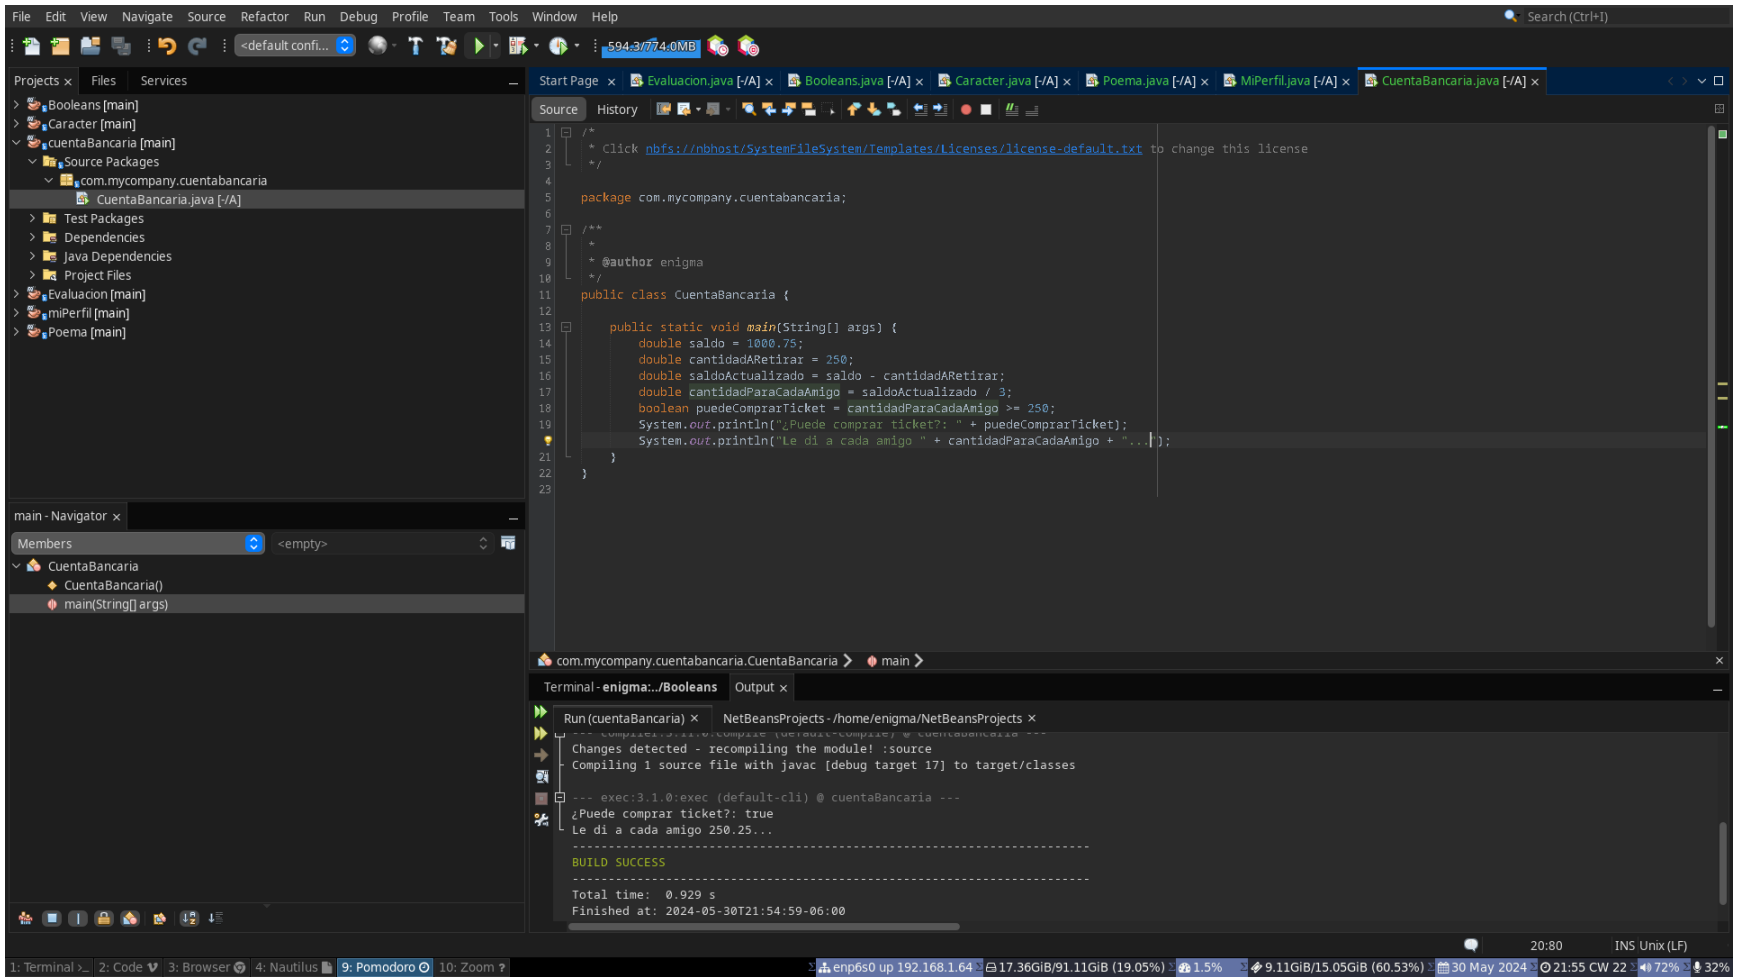 File Edit View Navigate Source Refactor Run Debug Profile Team Tools Window Help Search (Ctrl+I)
<default confi... 594.3/774.0MB
Projects Files Services
Start Page Evaluacion.java [-/A] Booleans.java [-/A] Caracter.java [-/A] Poema.java [-/A] MiPerfil.java [-/A] CuentaBancaria.java [-/A]
Source History
Booleans [main]
Caracter [main]
cuentaBancaria [main]
Source Packages
com.mycompany.cuentabancaria
CuentaBancaria.java [-/A]
Test Packages
Dependencies
Java Dependencies
Project Files
Evaluacion [main]
miPerfil [main]
Poema [main]
1 /*
2 * Click nbfs://nbhost/SystemFileSystem/Templates/Licenses/license-default.txt to change this license
3 */
4
5 package com.mycompany.cuentabancaria;
6
7 /**
8 *
9 * @author enigma
10 */
11 public class CuentaBancaria {
12
13 public static void main(String[] args) {
14 double saldo = 1000.75;
15 double cantidadARetirar = 250;
16 double saldoActualizado = saldo - cantidadARetirar;
17 double cantidadParaCadaAmigo = saldoActualizado / 3;
18 boolean puedeComprarTicket = cantidadParaCadaAmigo >= 250;
19 System.out.println("¿Puede comprar ticket?: " + puedeComprarTicket);
System.out.println("Le di a cada amigo " + cantidadParaCadaAmigo + "...");
21 }
22 }
23
main - Navigator
Members <empty>
CuentaBancaria
CuentaBancaria()
main(String[] args)
com.mycompany.cuentabancaria.CuentaBancaria main
Terminal - enigma:../Booleans Output
Run (cuentaBancaria) NetBeansProjects - /home/enigma/NetBeansProjects
--- compiler:3.11.0:compile (default-compile) @ cuentaBancaria ---
Changes detected - recompiling the module! :source
Compiling 1 source file with javac [debug target 17] to target/classes
--- exec:3.1.0:exec (default-cli) @ cuentaBancaria ---
¿Puede comprar ticket?: true
Le di a cada amigo 250.25...
------------------------------------------------------------------------
BUILD SUCCESS
------------------------------------------------------------------------
Total time: 0.929 s
Finished at: 2024-05-30T21:54:59-06:00
20:80 INS Unix (LF)
1: Terminal 2: Code 3: Browser 4: Nautilus 9: Pomodoro 10: Zoom ? enp6s0 up 192.168.1.64 17.36GiB/91.11GiB (19.05%) 1.5% 9.11GiB/15.05GiB (60.53%) 30 May 2024 21:55 CW 22 72% 32%